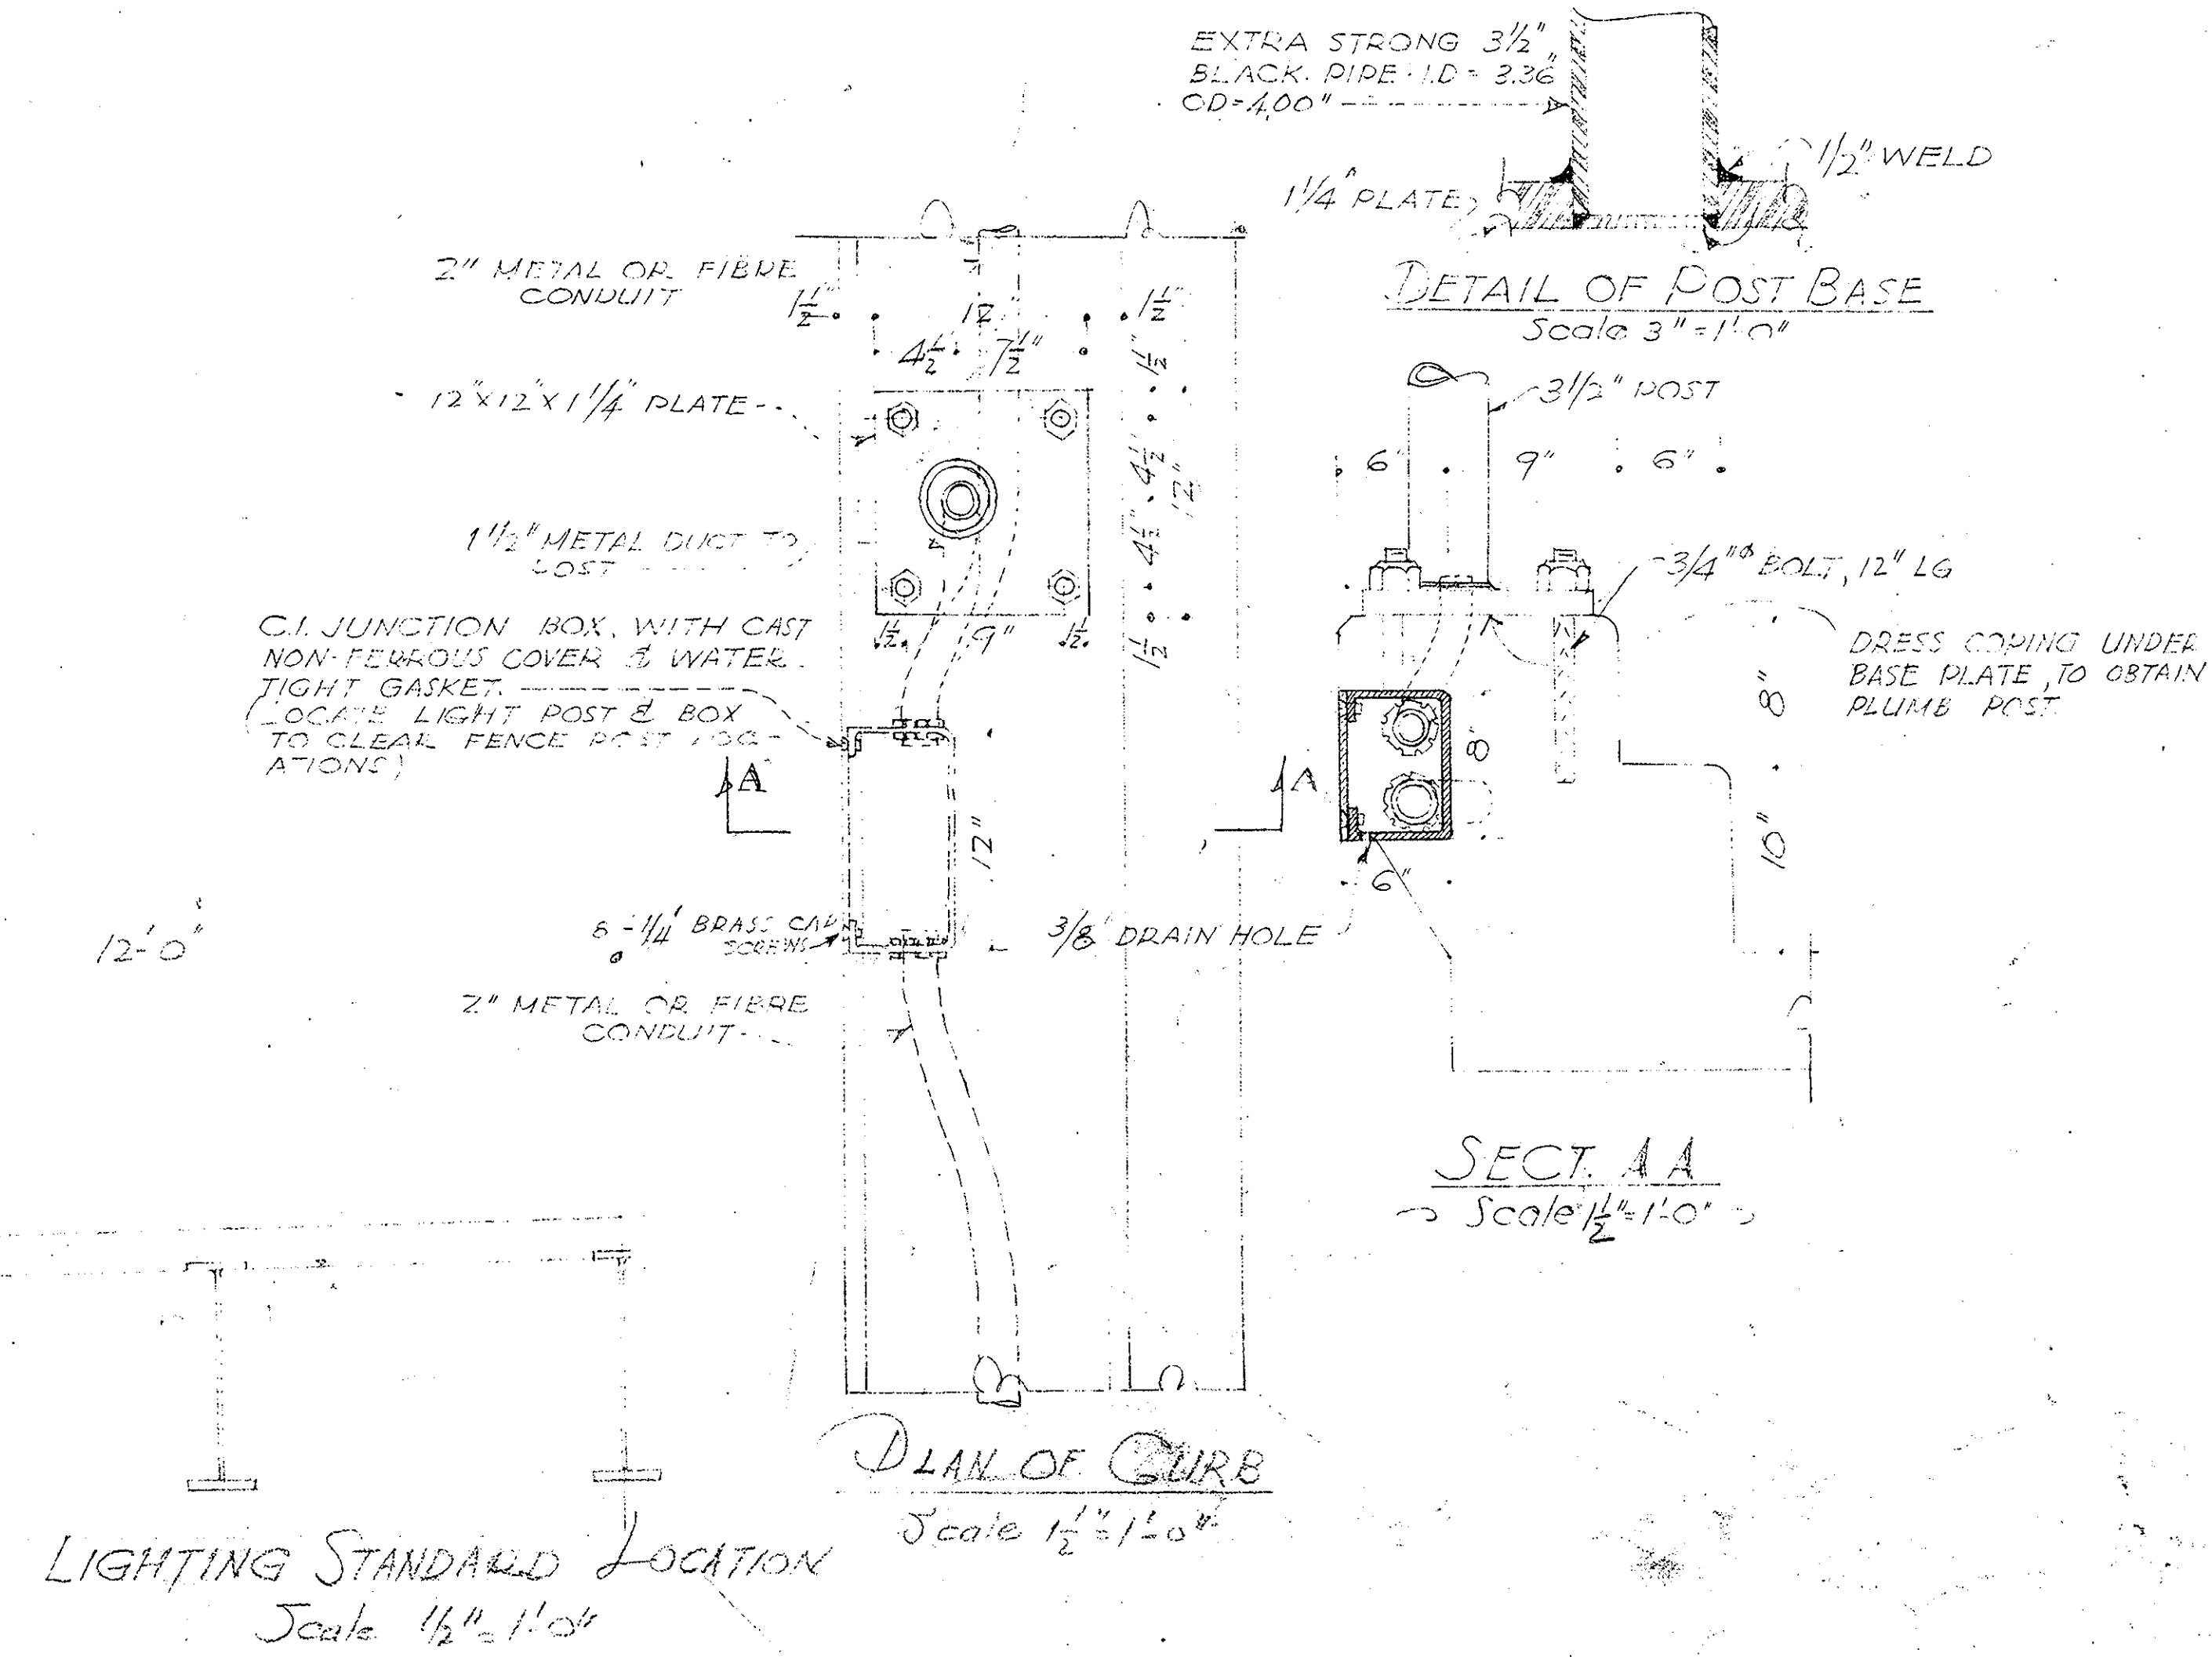 EXTRA STRONG 3½"
BLACK PIPE · I.D = 3.36"
OD = 4.00"
1/2" WELD
1¼" PLATE
DETAIL OF POST BASE
Scale 3" = 1'-0"
2" METAL OR FIBRE
CONDUIT
1½" 12" 1½"
4½" 7½"
12" x 12" x 1¼" PLATE
1½" 4½" 4½" 1½"
12"
1½" METAL DUCT TO
1½" 9" 1½"
C.I. JUNCTION BOX, WITH CAST
NON-FERROUS COVER & WATER
TIGHT GASKET.
(LOCATE LIGHT POST & BOX
TO CLEAR FENCE POST LOC-
ATIONS)
A A
12"
8 - 1/4" BRASS CAP
SCREWS
2" METAL OR FIBRE
CONDUIT
PLAN OF CURB
Scale 1½" = 1'-0"
3½" POST
6" 9" 6"
3/4"ϕ BOLT, 12" LG
DRESS COPING UNDER
BASE PLATE, TO OBTAIN
PLUMB POST.
8"
8"
10"
6"
3/8" DRAIN HOLE
SECT. A A
Scale 1½" = 1'-0"
12'-0"
LIGHTING STANDARD LOCATION
Scale 1/2" = 1'-0"